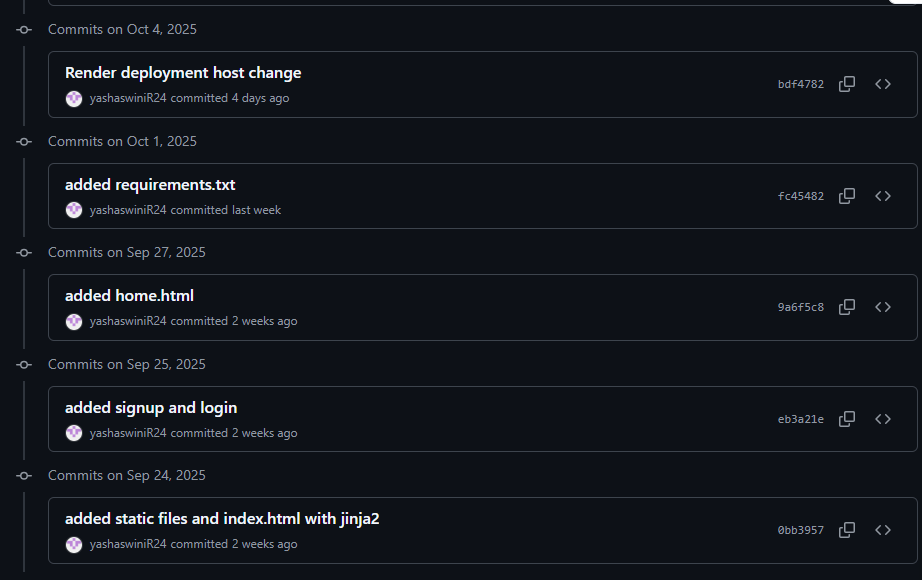 Commits on Oct 4, 2025
Render deployment host change
bdf4782
yashaswiniR24 committed 4 days ago
Commits on Oct 1, 2025
added requirements.txt
fc45482
yashaswiniR24 committed last week
Commits on Sep 27, 2025
added home.html
9a6f5c8
yashaswiniR24 committed 2 weeks ago
Commits on Sep 25, 2025
added signup and login
eb3a21e
yashaswiniR24 committed 2 weeks ago
Commits on Sep 24, 2025
added static files and index.html with jinja2
0bb3957
yashaswiniR24 committed 2 weeks ago